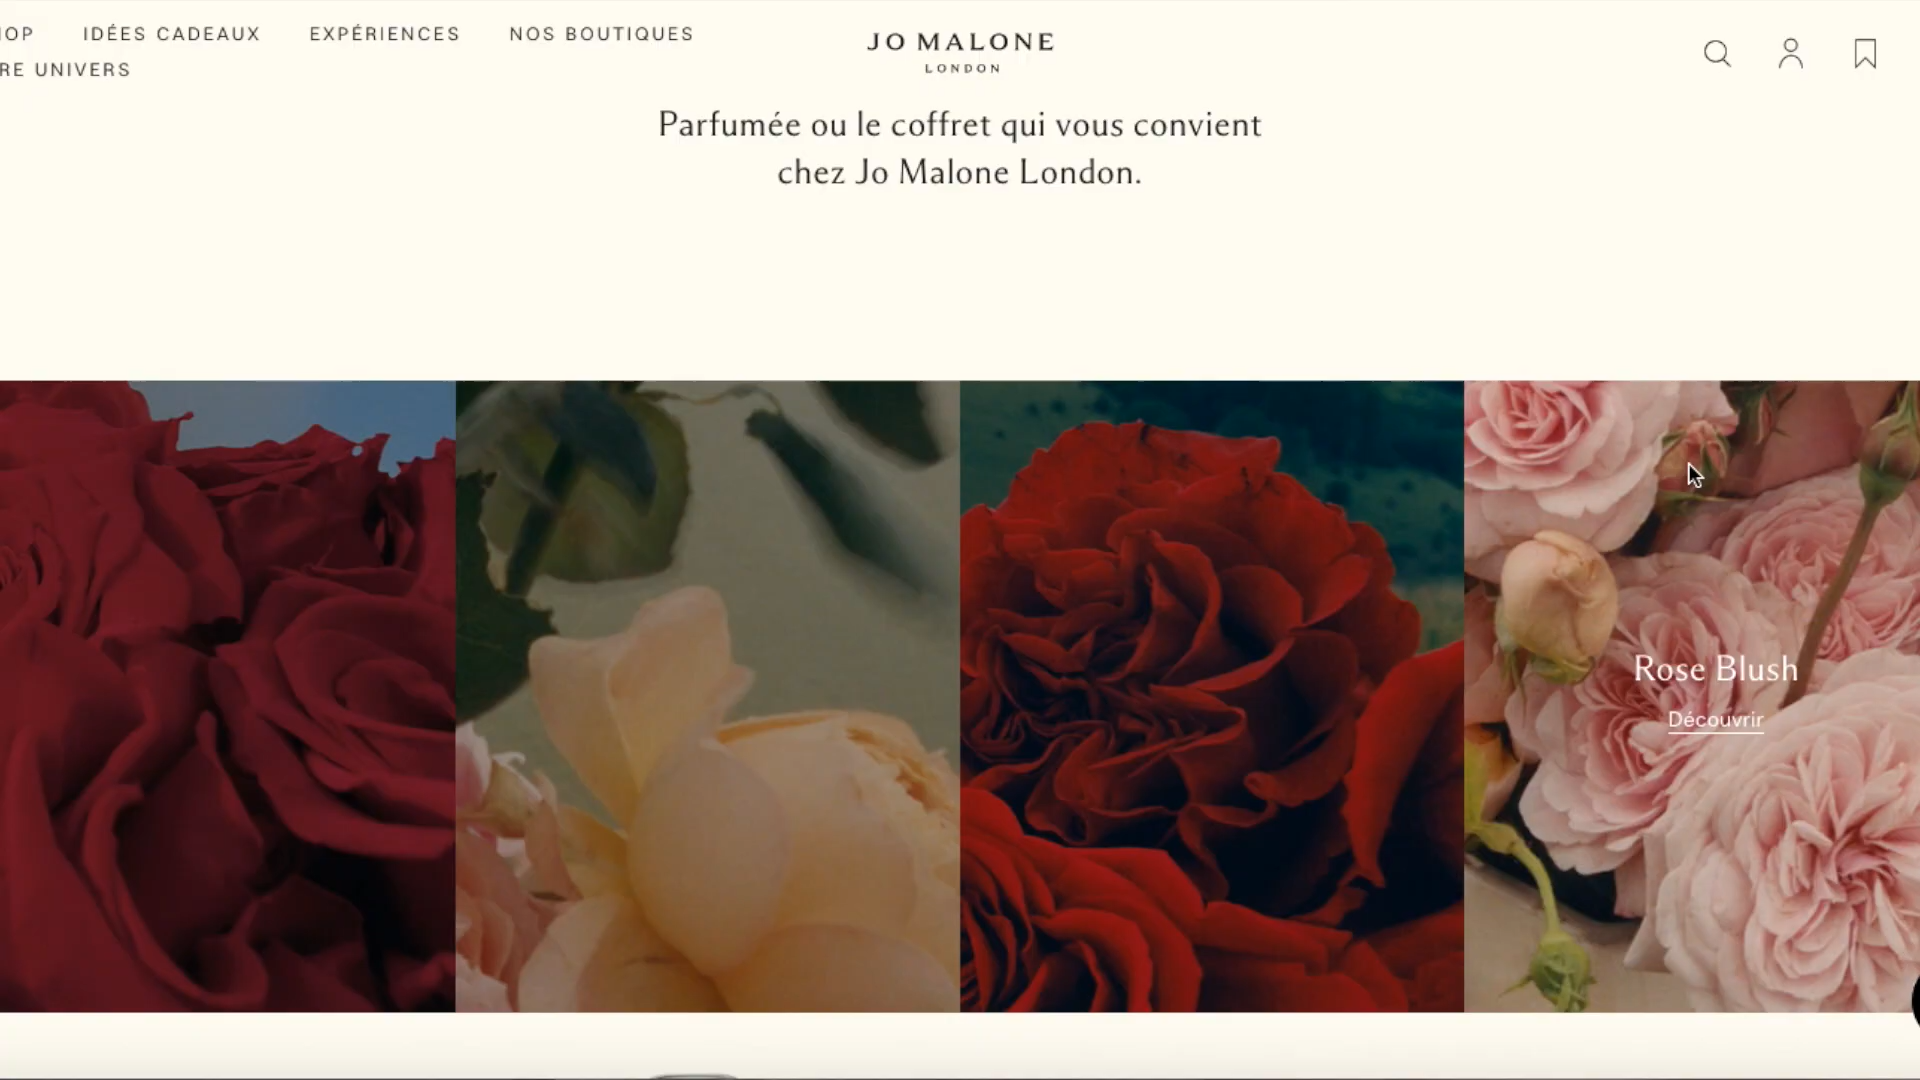 IDÉES CADEAUX EXPÉRIENCES NOS BOUTIQUES
UNIVERS
JO MALONE
LONDON
Parfumée ou le coffret qui vous convient
chez Jo Malone London.
Rose Blush
Découvrir